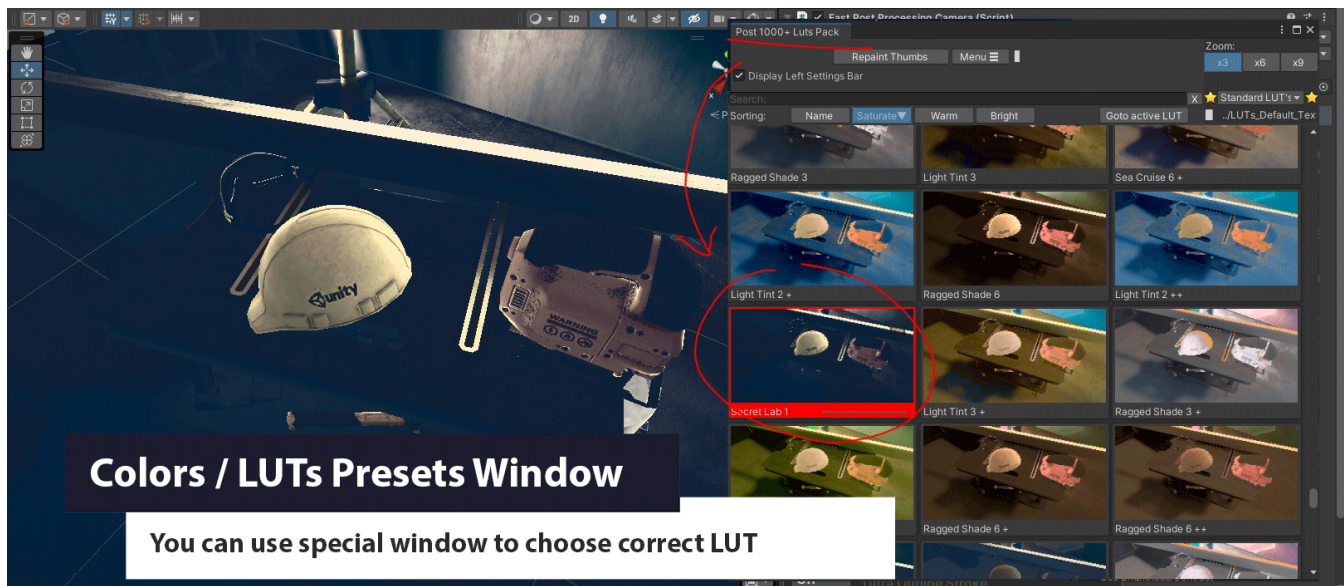 2D
Fast Post-Processing Camera (Script)
Post 1000+ Luts Pack
Repaint Thumbs
Menu
Zoom:
x3
x6
x9
Display Left Settings Bar
Search:
X
Standard LUT's
Sorting:
Name
Saturate▼
Warm
Bright
Goto active LUT
../LUTs_Default_Tex
Ragged Shade 3
Light Tint 3
Sea Cruise 6 +
Light Tint 2 +
Ragged Shade 6
Light Tint 2 ++
Secret Lab 1
Light Tint 3 +
Ragged Shade 3 +
Ragged Shade 6 +
Ragged Shade 6 ++
unity
WARNING
Colors / LUTs Presets Window
You can use special window to choose correct LUT